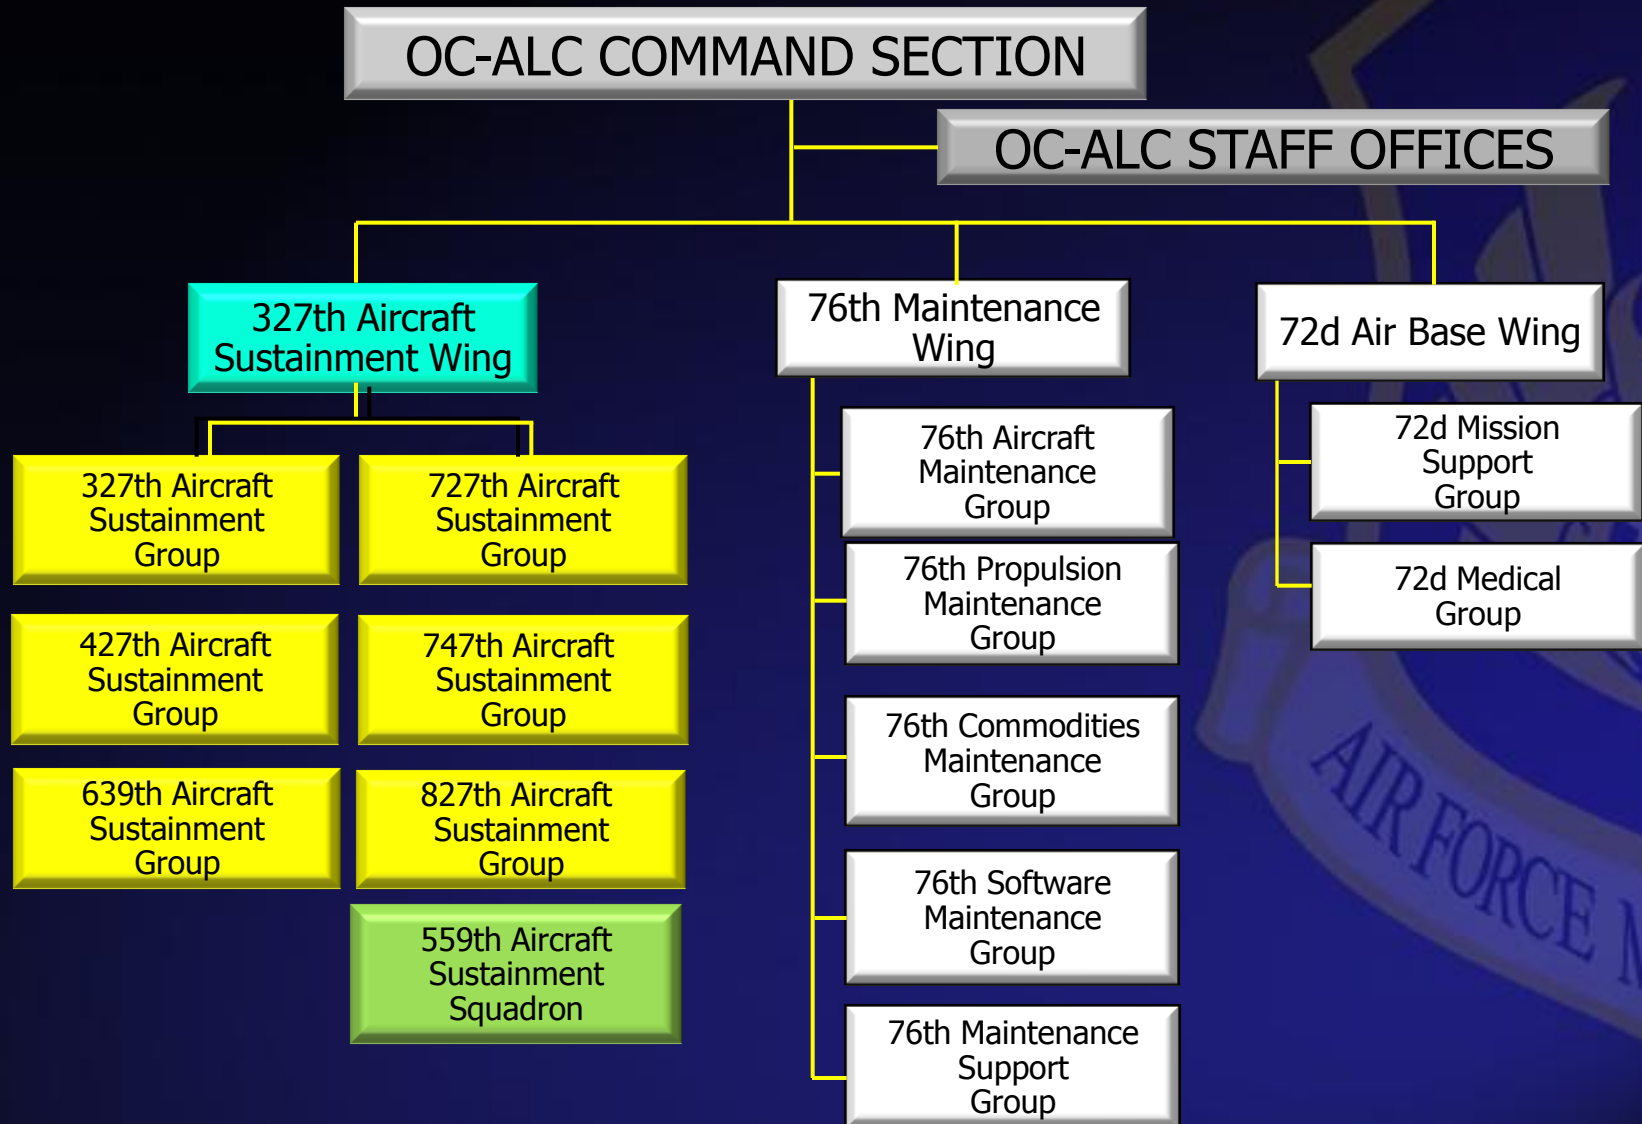 OC-ALC COMMAND SECTION
OC-ALC STAFF OFFICES
327th Aircraft
Sustainment Wing
76th Maintenance
Wing
72d Air Base Wing
327th Aircraft
Sustainment
Group
727th Aircraft
Sustainment
Group
427th Aircraft
Sustainment
Group
747th Aircraft
Sustainment
Group
639th Aircraft
Sustainment
Group
827th Aircraft
Sustainment
Group
559th Aircraft
Sustainment
Squadron
76th Aircraft
Maintenance
Group
76th Propulsion
Maintenance
Group
76th Commodities
Maintenance
Group
76th Software
Maintenance
Group
76th Maintenance
Support
Group
72d Mission
Support
Group
72d Medical
Group
AIR FORCE